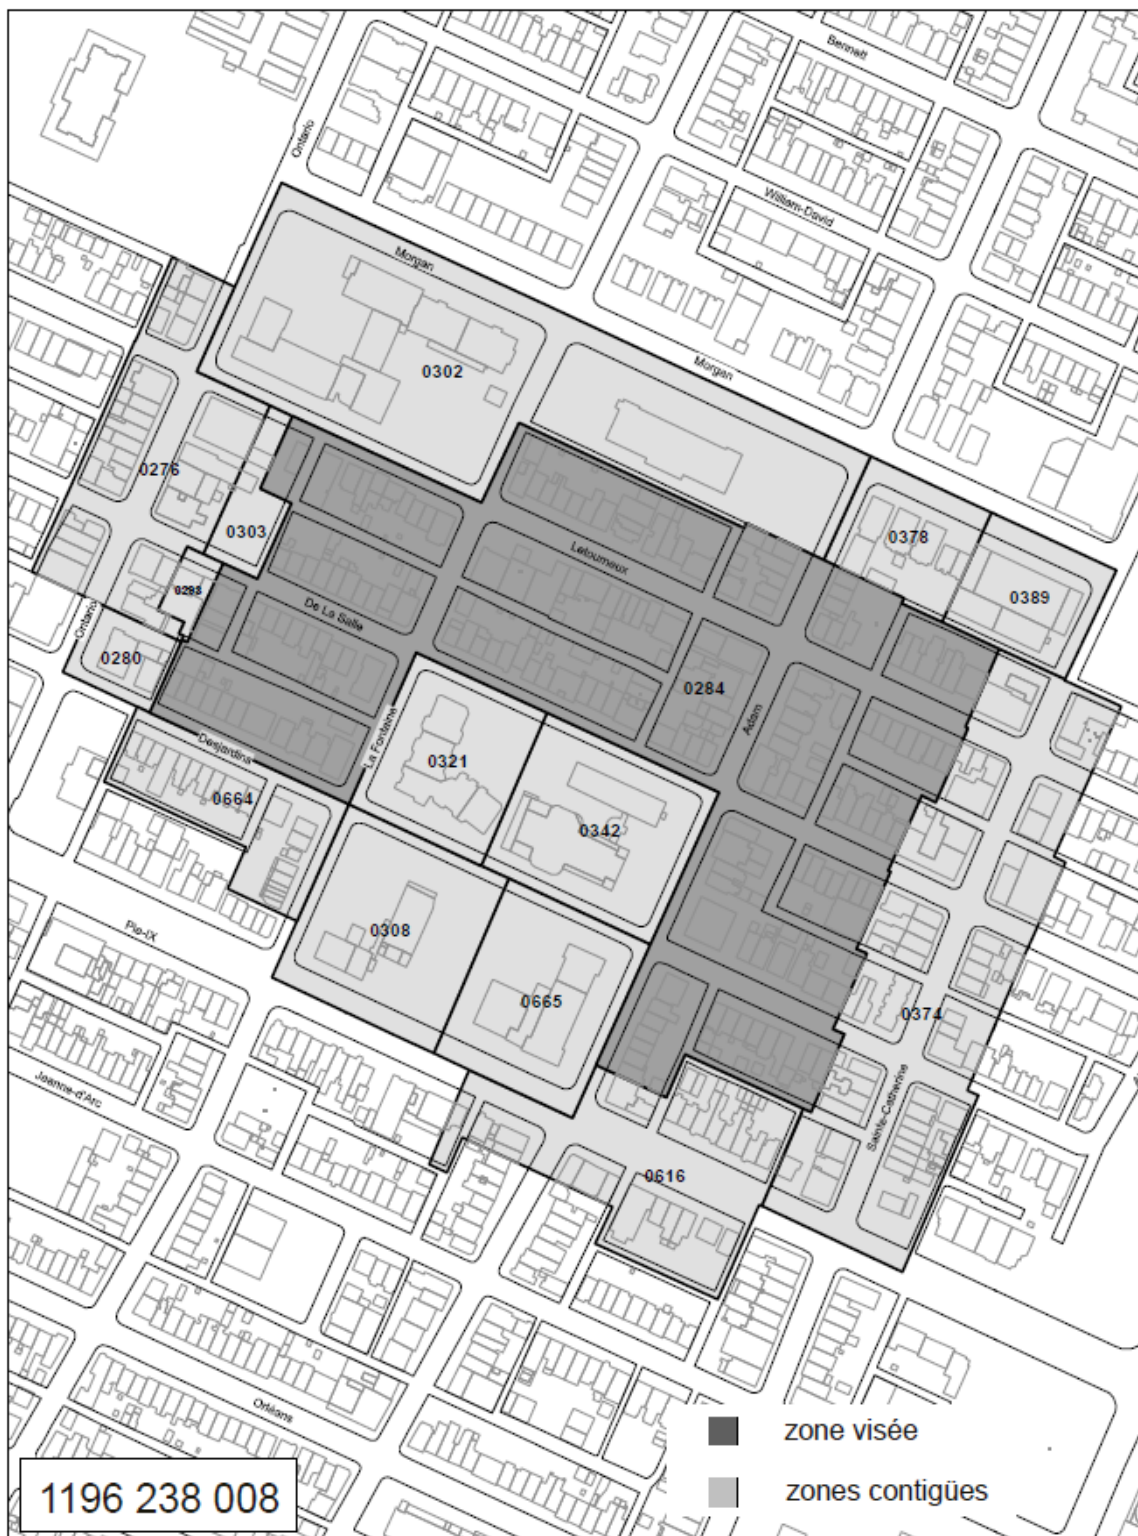 Bennett
Ontario
William-David
Morgan
Morgan
0302
0276
0378
0303
Letourneux
0389
0293
De La Salle
Ontario
0280
0284
Adam
La Fontaine
Desjardins
0321
0664
0342
0308
Pie-IX
0665
0374
Jeanne-d'Arc
Sainte-Catherine
0616
Orléans
zone visée
zones contigües
1196 238 008